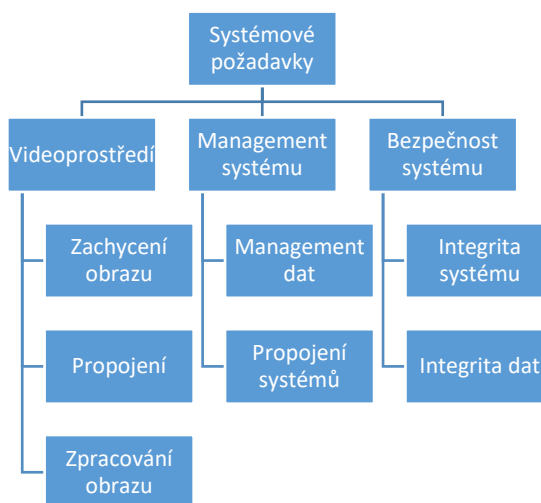 Systémové
požadavky
Videoprostředí
Management
systému
Bezpečnost
systému
Zachycení
obrazu
Management
dat
Integrita
systému
Propojení
Propojení
systémů
Integrita dat
Zpracování
obrazu